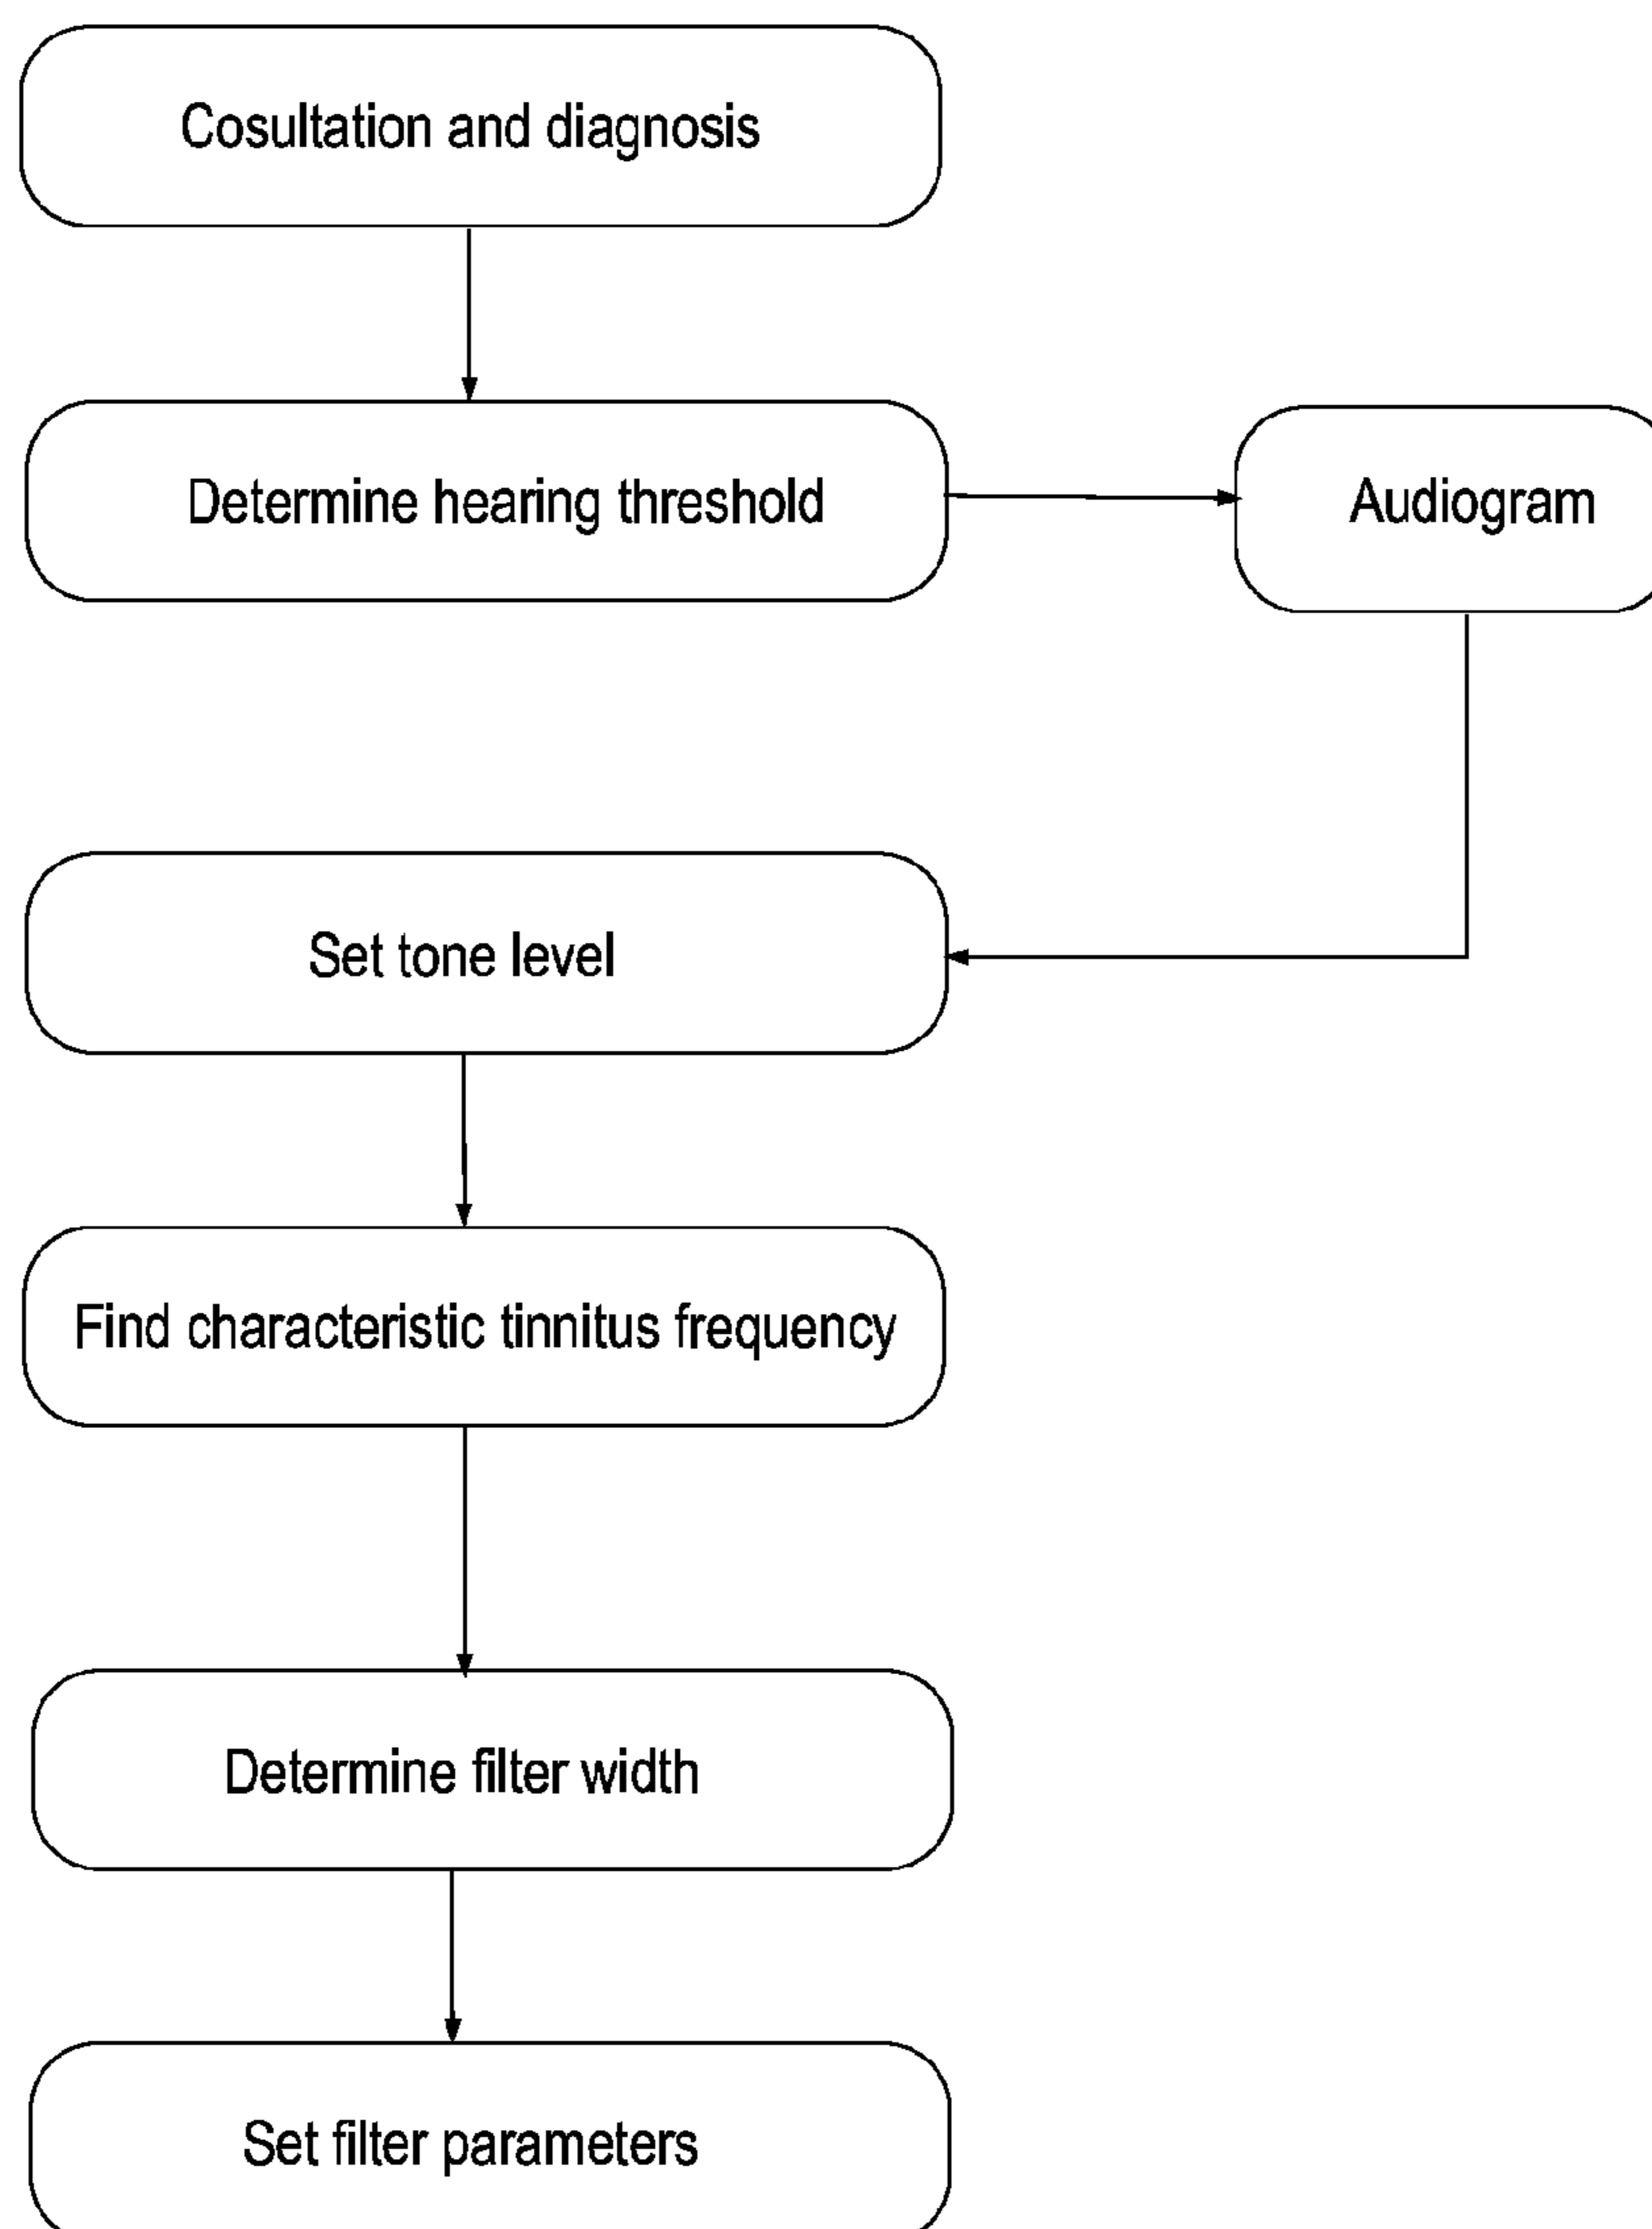 Cosultation and diagnosis
Determine hearing threshold
Audiogram
Set tone level
Find characteristic tinnitus frequency
Determine filter width
Set filter parameters